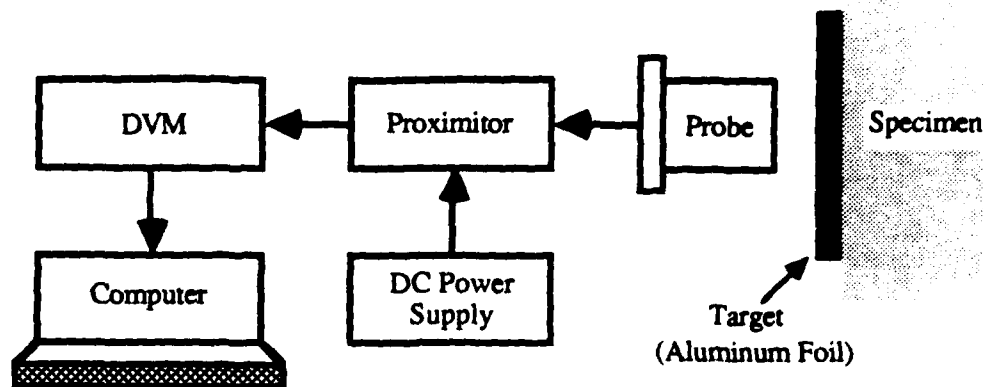 DVM
Proximitor
Probe
Specimen
Computer
DC Power
Supply
Target
(Aluminum Foil)